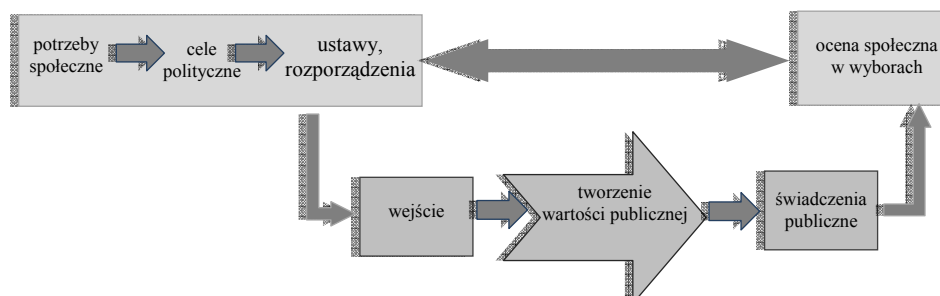 potrzeby
społeczne
cele
polityczne
ustawy,
rozporządzenia
ocena społeczna
w wyborach
wejście
tworzenie
wartości publicznej
świadczenia
publiczne